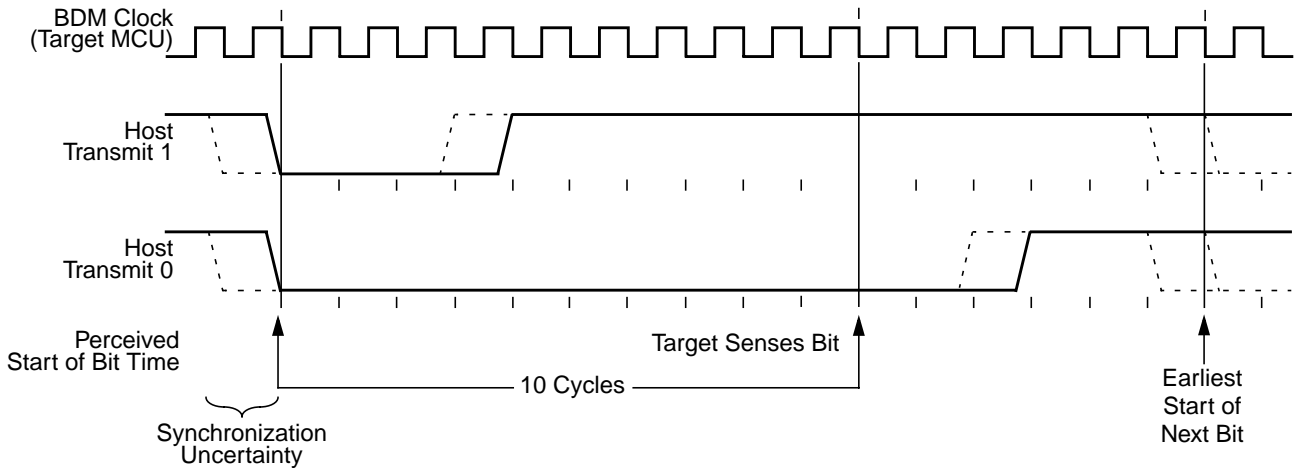 BDM Clock
(Target MCU)
Host
Transmit 1
Host
Transmit 0
Perceived
Start of Bit Time
Target Senses Bit
10 Cycles
Earliest
Start of
Next Bit
Synchronization
Uncertainty